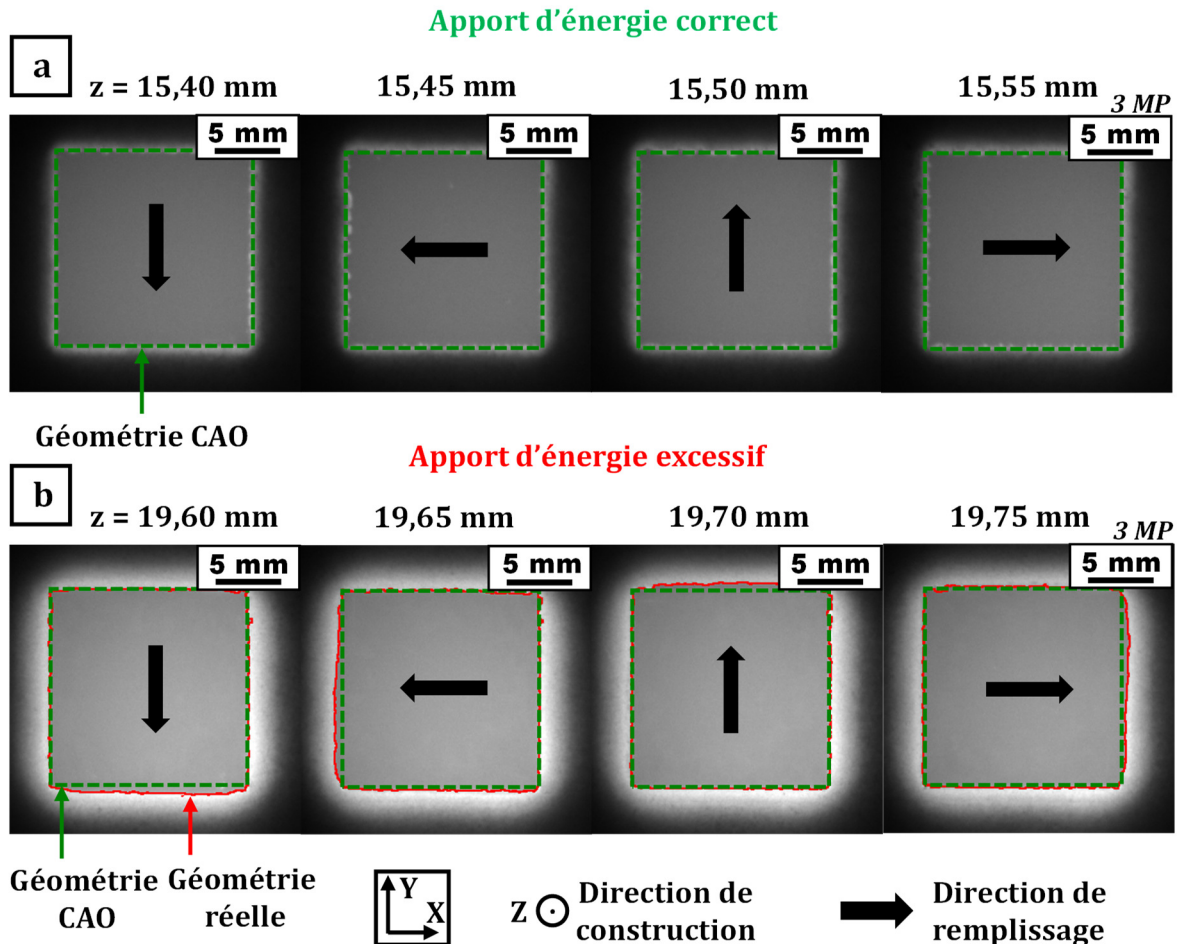 Apport d'énergie correct
a
z = 15,40 mm
15,45 mm
15,50 mm
15,55 mm
3 MP
5 mm
5 mm
5 mm
5 mm
Géométrie CAO
Apport d'énergie excessif
b
z = 19,60 mm
19,65 mm
19,70 mm
19,75 mm
3 MP
5 mm
5 mm
5 mm
5 mm
Géométrie
CAO
Géométrie
réelle
Y
X
Z
Direction de
construction
Direction de
remplissage